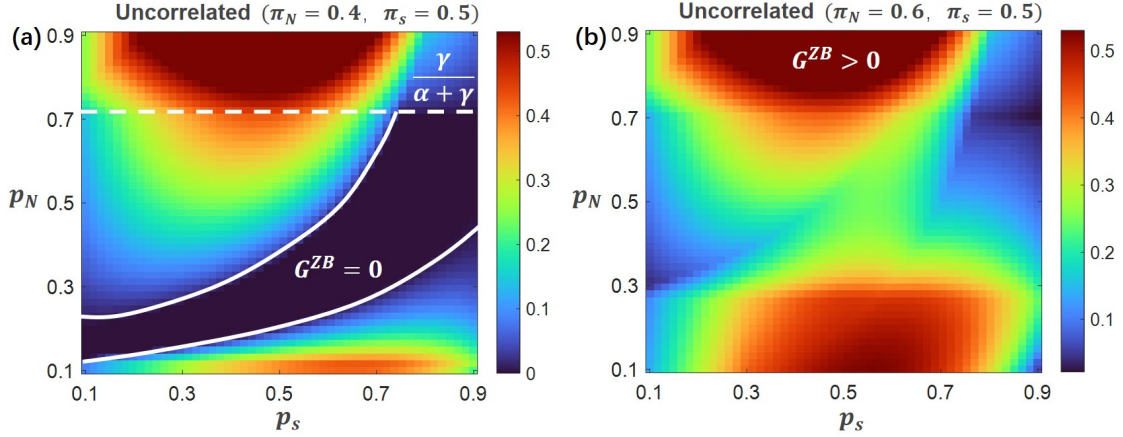 Uncorrelated (π_N = 0.4, π_s = 0.5)
(a)
0.9
0.7
0.5
0.3
0.1
p_N
γ
α + γ
G^ZB = 0
0.1
0.3
0.5
0.7
0.9
p_s
0.5
0.4
0.3
0.2
0.1
0
Uncorrelated (π_N = 0.6, π_s = 0.5)
(b)
0.9
0.7
0.5
0.3
0.1
p_N
G^ZB > 0
0.1
0.3
0.5
0.7
0.9
p_s
0.5
0.4
0.3
0.2
0.1